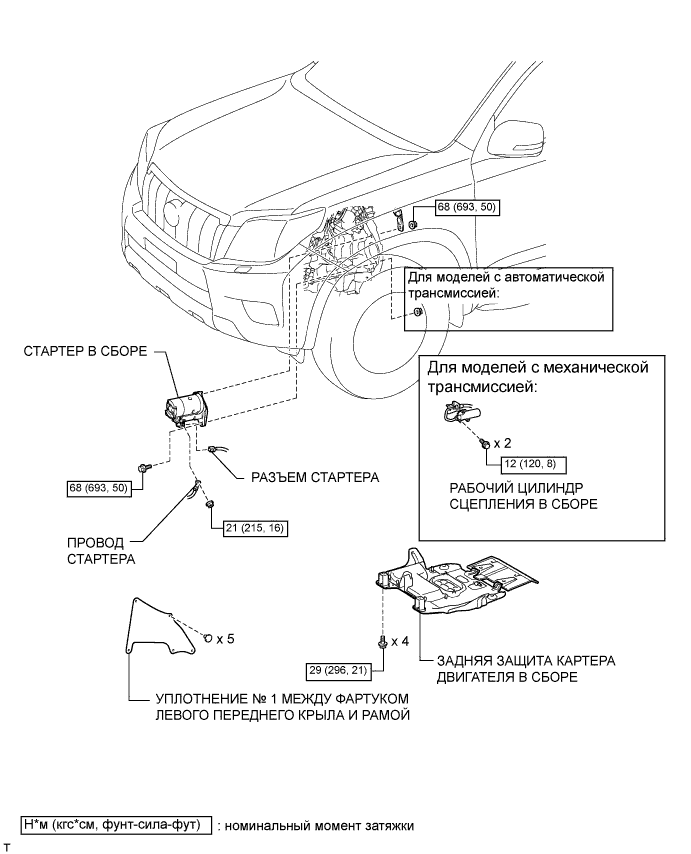 68 (693, 50)
Для моделей с автоматической
трансмиссией:
СТАРТЕР В СБОРЕ
Для моделей с механической
трансмиссией:
x 2
12 (120, 8)
РАБОЧИЙ ЦИЛИНДР
СЦЕПЛЕНИЯ В СБОРЕ
РАЗЪЕМ СТАРТЕРА
68 (693, 50)
21 (215, 16)
ПРОВОД
СТАРТЕРА
x 5
x 4
29 (296, 21)
ЗАДНЯЯ ЗАЩИТА КАРТЕРА
ДВИГАТЕЛЯ В СБОРЕ
УПЛОТНЕНИЕ № 1 МЕЖДУ ФАРТУКОМ
ЛЕВОГО ПЕРЕДНЕГО КРЫЛА И РАМОЙ
Н*м (кгс*см, фунт-сила-фут) : номинальный момент затяжки
T